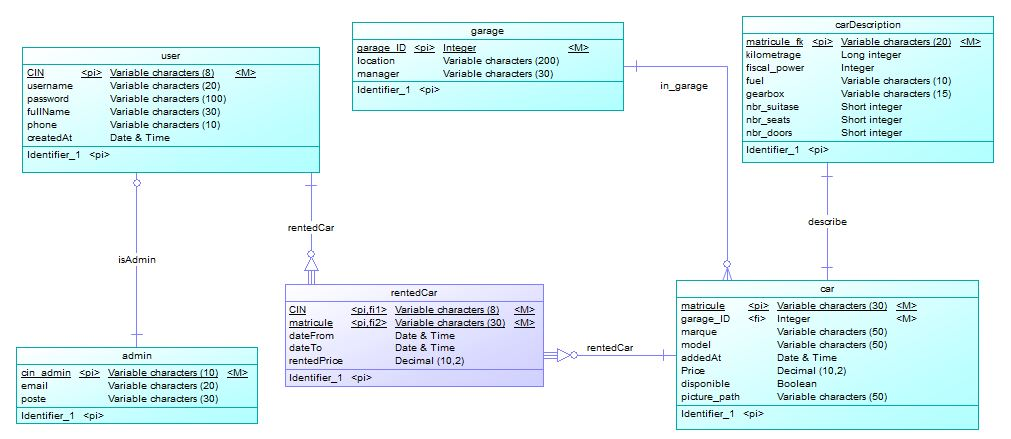 user
CIN <pi> Variable characters (8) <M>
username Variable characters (20)
password Variable characters (100)
fullName Variable characters (30)
phone Variable characters (10)
createdAt Date & Time
Identifier_1 <pi>
garage
garage_ID <pi> Integer <M>
location Variable characters (200)
manager Variable characters (30)
Identifier_1 <pi>
carDescription
matricule_fk <pi> Variable characters (20) <M>
kilometrage Long integer
fiscal_power Integer
fuel Variable characters (10)
gearbox Variable characters (15)
nbr_suitase Short integer
nbr_seats Short integer
nbr_doors Short integer
Identifier_1 <pi>
in_garage
rentedCar
describe
isAdmin
rentedCar
CIN <pi,fi1> Variable characters (8) <M>
matricule <pi,fi2> Variable characters (30) <M>
dateFrom Date & Time
dateTo Date & Time
rentedPrice Decimal (10,2)
Identifier_1 <pi>
rentedCar
car
matricule <pi> Variable characters (30) <M>
garage_ID <fi> Integer <M>
marque Variable characters (50)
model Variable characters (50)
addedAt Date & Time
Price Decimal (10,2)
disponible Boolean
picture_path Variable characters (50)
Identifier_1 <pi>
admin
cin_admin <pi> Variable characters (10) <M>
email Variable characters (20)
poste Variable characters (30)
Identifier_1 <pi>